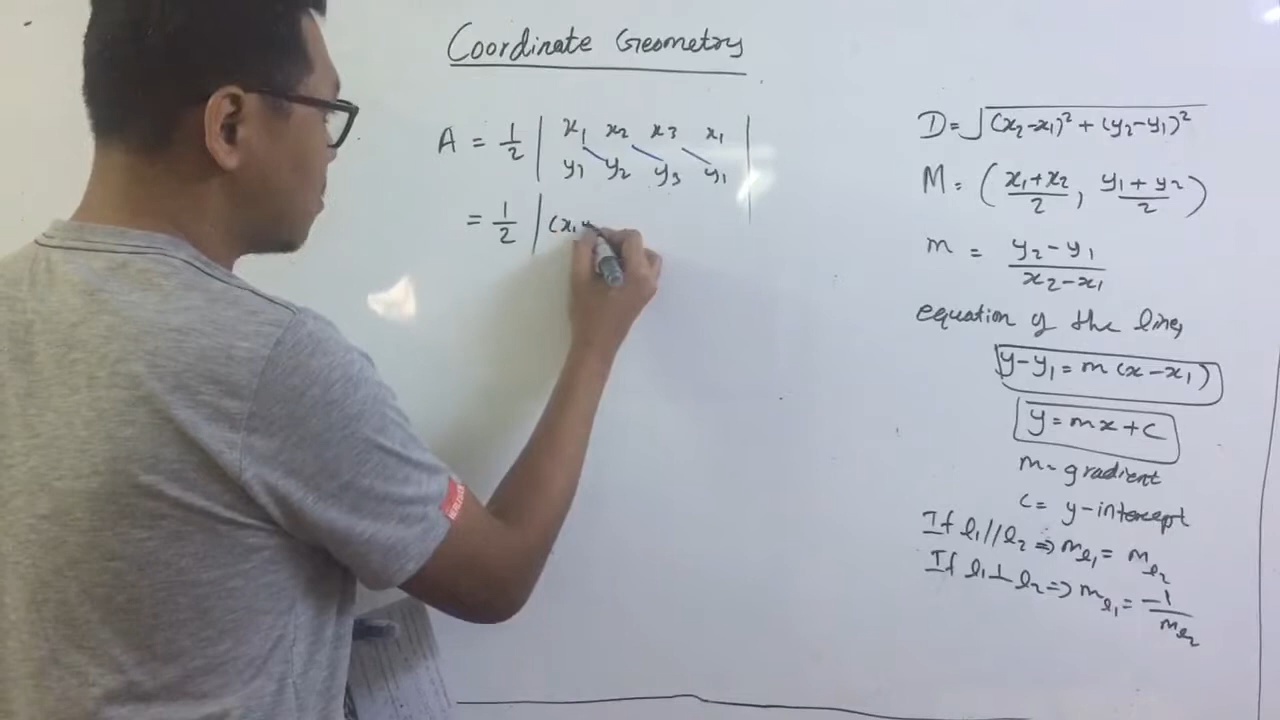 Coordinate Geometry
A = 1/2 | x₁ x₂ x₃ x₁ |
y₁ y₂ y₃ y₁
= 1/2 | (x₁
D = √(x₂-x₁)² + (y₂-y₁)²
M = ( x₁+x₂/2 , y₁+y₂/2 )
m = y₂-y₁/x₂-x₁
equation of the line,
y-y₁ = m(x-x₁)
y = mx+c
m = gradient
c = y-intercept
If l₁ // l₂ ⇒ m_l₁ = m_l₂
If l₁ ⊥ l₂ ⇒ m_l₁ = -1/m_l₂